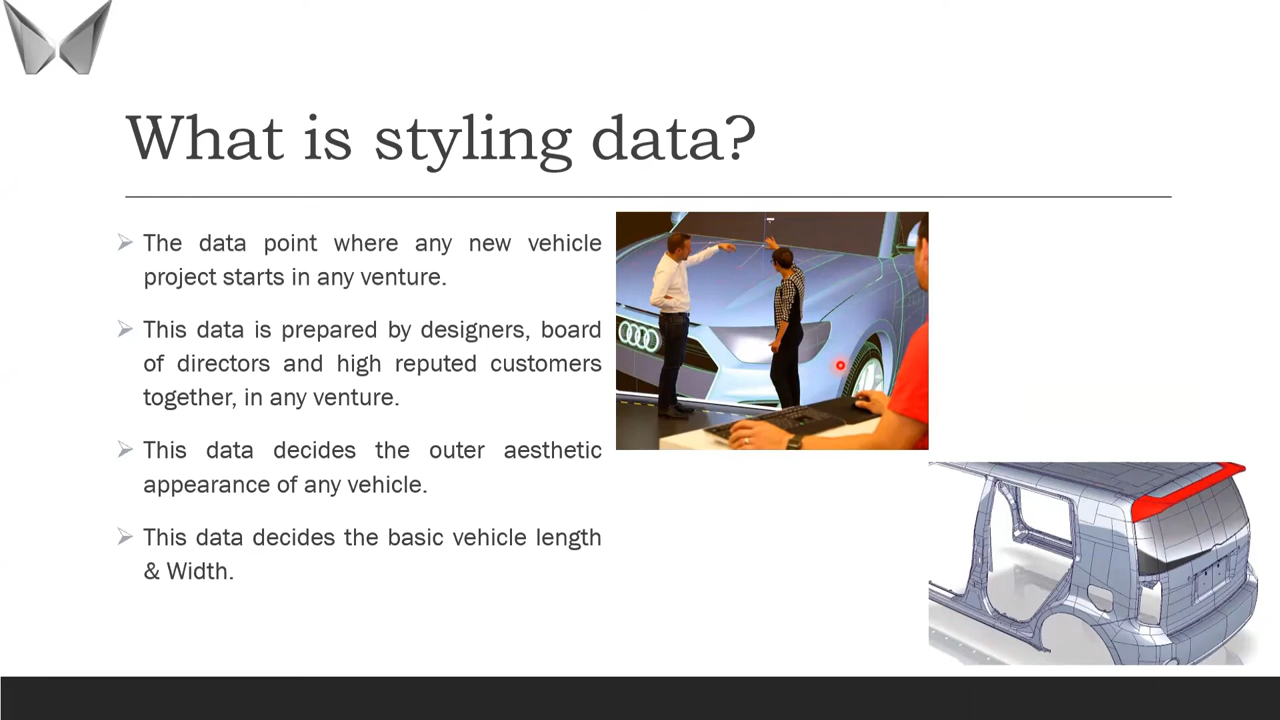 What is styling data?
The data point where any new vehicle
project starts in any venture.
This data is prepared by designers, board
of directors and high reputed customers
together, in any venture.
This data decides the outer aesthetic
appearance of any vehicle.
This data decides the basic vehicle length
& Width.